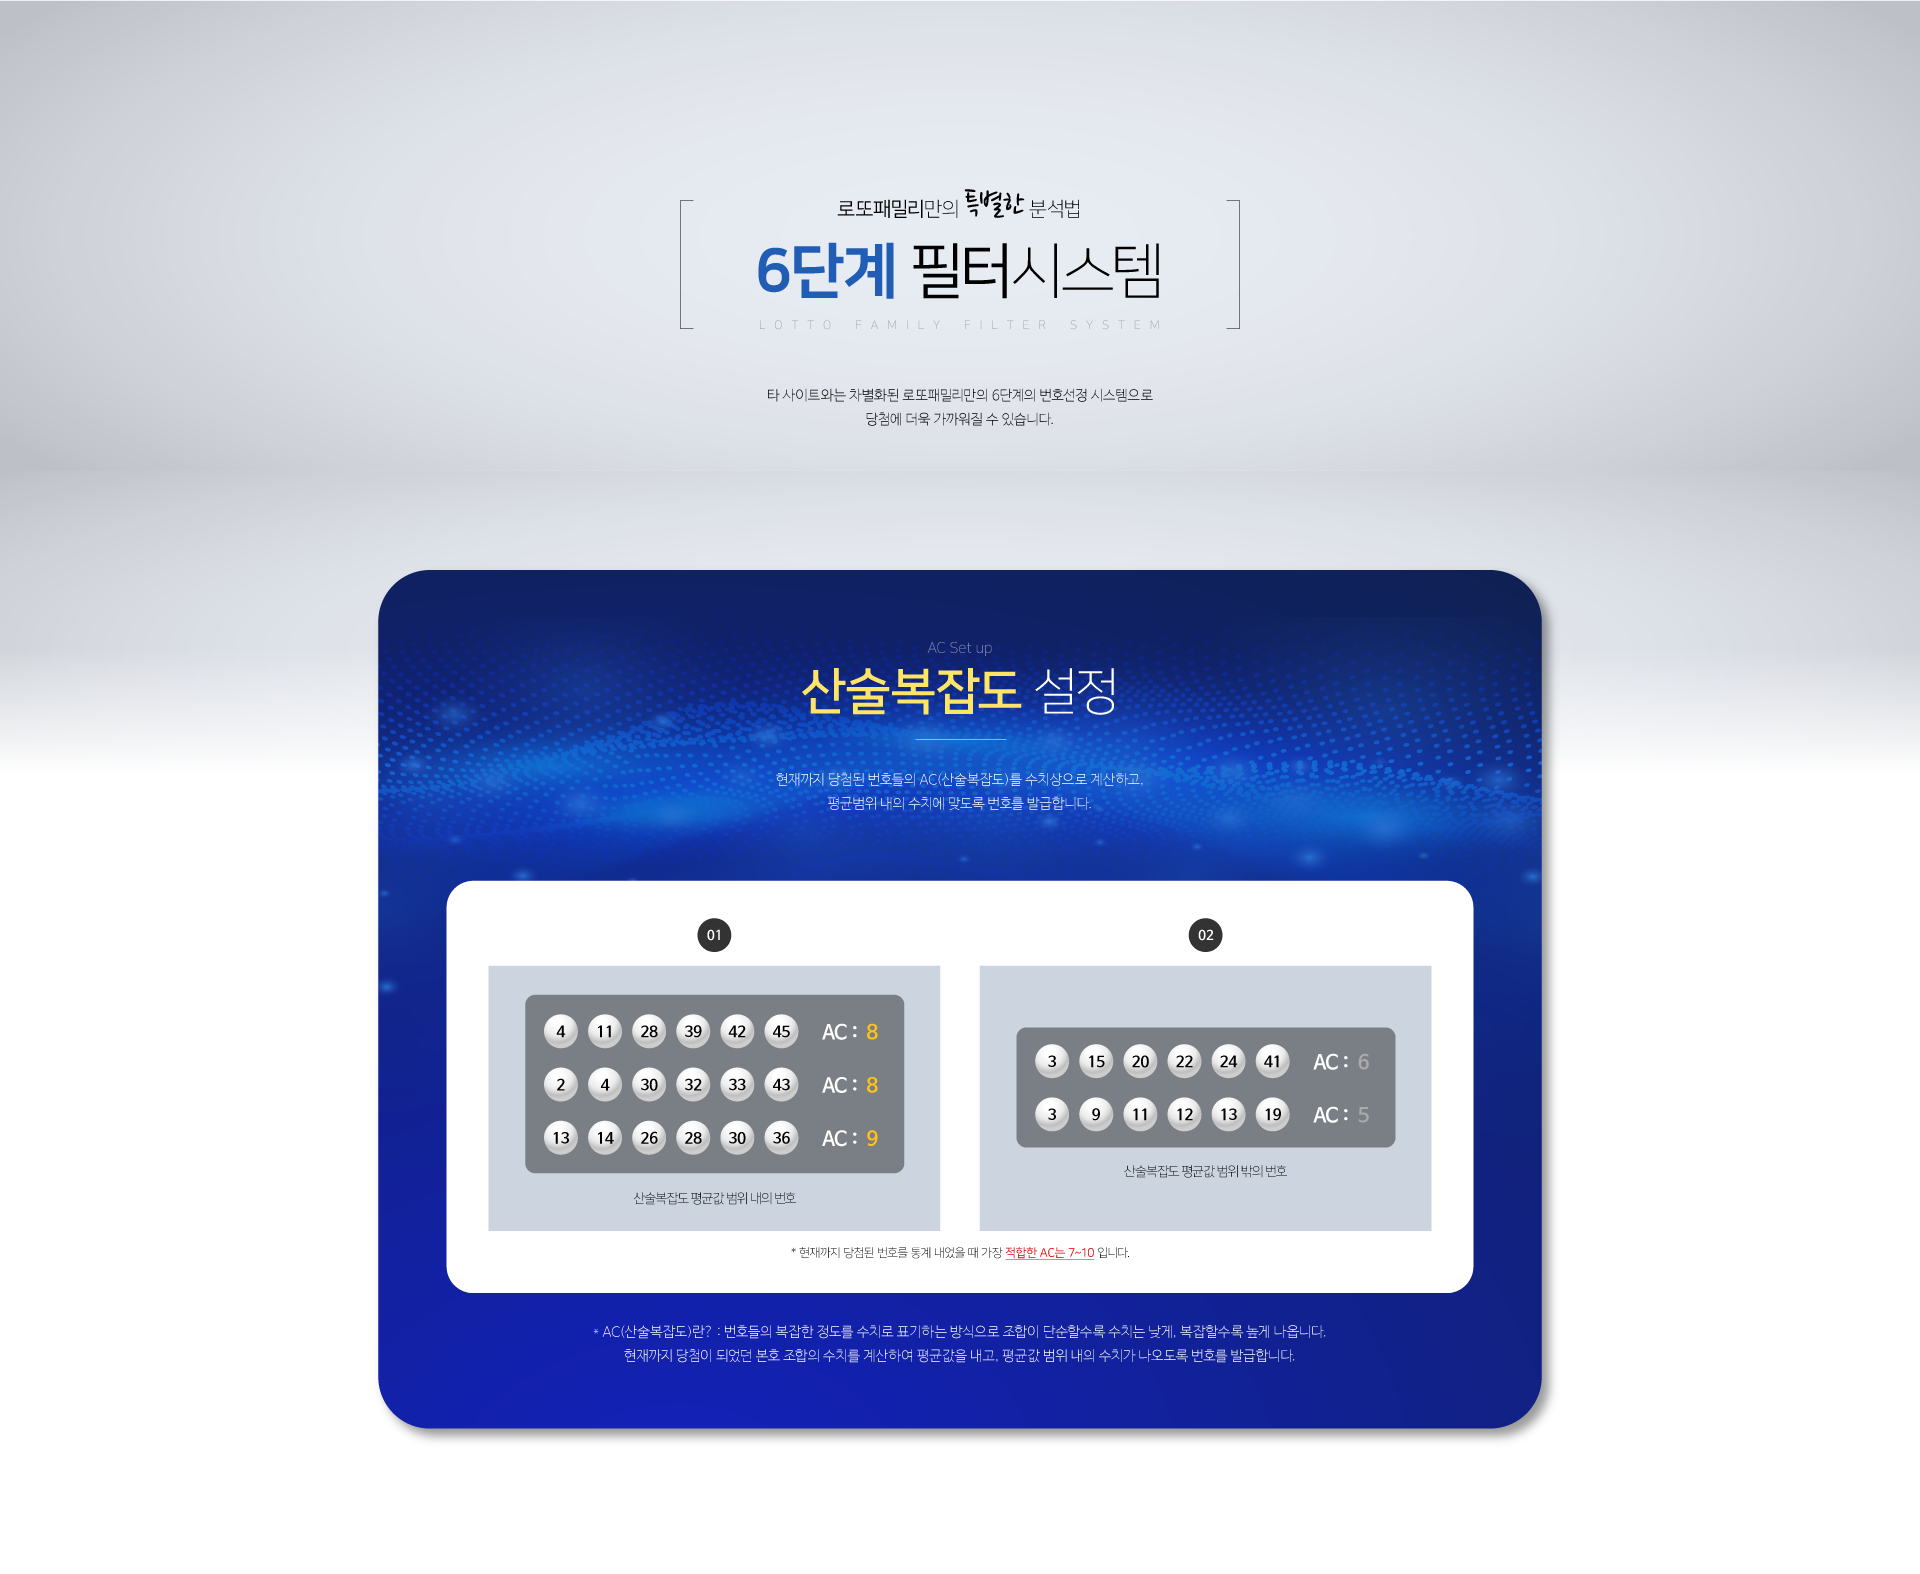 로또패밀리만의 특별한 분석법
6단계 필터시스템
LOTTO FAMILY FILTER SYSTEM
타 사이트와는 차별화된 로또패밀리만의 6단계의 번호선정 시스템으로
당첨에 더욱 가까워질 수 있습니다.
AC Set up
산술복잡도 설정
현재까지 당첨된 번호들의 AC(산술복잡도)를 수치상으로 계산하고,
평균범위 내의 수치에 맞도록 번호를 발급합니다.
01
4 11 28 39 42 45 AC : 8
2 4 30 32 33 43 AC : 8
13 14 26 28 30 36 AC : 9
산술복잡도 평균값 범위 내의 번호
02
3 15 20 22 24 41 AC : 6
3 9 11 12 13 19 AC : 5
산술복잡도 평균값 범위 밖의 번호
* 현재까지 당첨된 번호를 통계 내었을 때 가장 적합한 AC는 7~10 입니다.
* AC(산술복잡도)란? : 번호들의 복잡한 정도를 수치로 표기하는 방식으로 조합이 단순할수록 수치는 낮게, 복잡할수록 높게 나옵니다.
현재까지 당첨이 되었던 본호 조합의 수치를 계산하여 평균값을 내고, 평균값 범위 내의 수치가 나오도록 번호를 발급합니다.